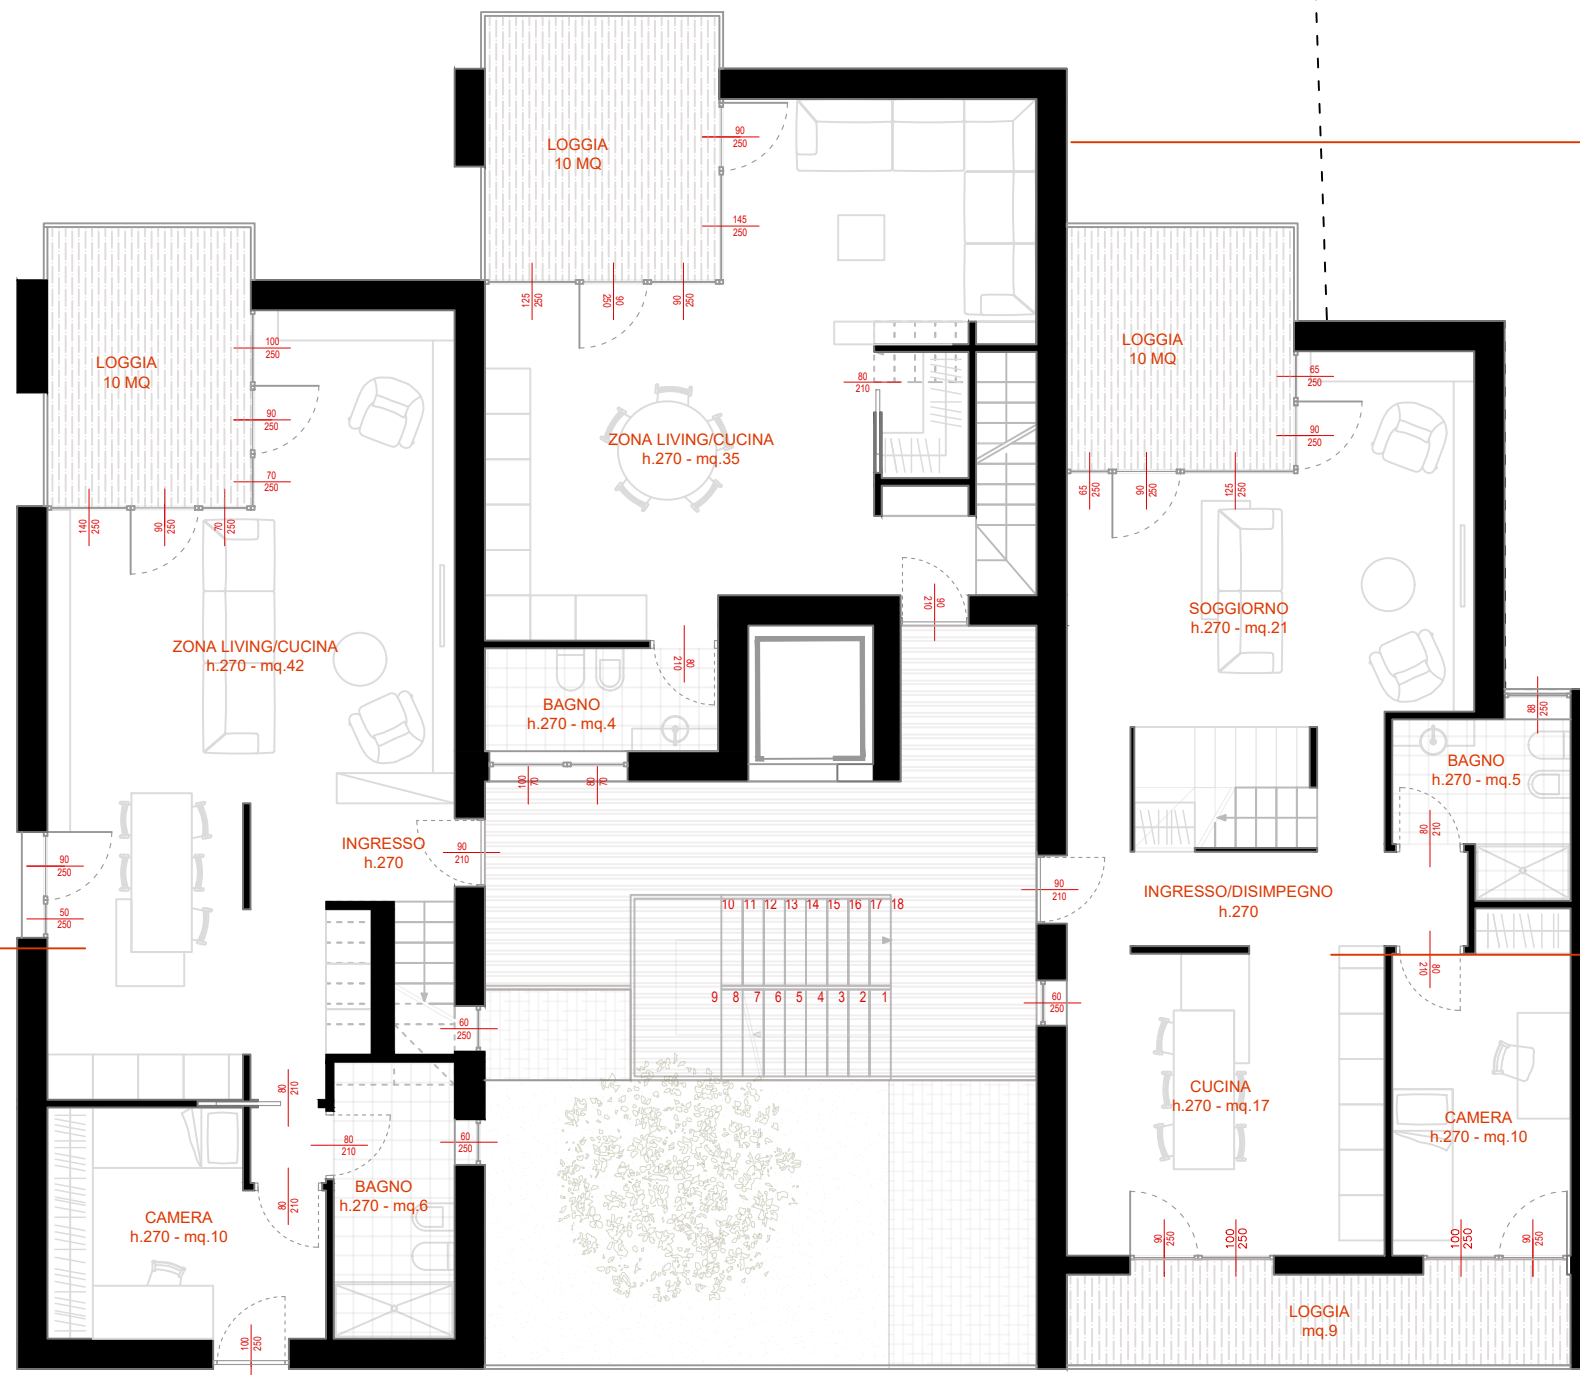 LOGGIA
10 MQ
90
250
145
250
125
250
90
250
90
250
LOGGIA
10 MQ
100
250
90
250
70
250
140
250
90
250
70
250
LOGGIA
10 MQ
65
250
90
250
65
250
90
250
125
250
80
210
ZONA LIVING/CUCINA
h.270 - mq.35
ZONA LIVING/CUCINA
h.270 - mq.42
SOGGIORNO
h.270 - mq.21
90
210
80
210
BAGNO
h.270 - mq.4
100
70
80
70
88
250
BAGNO
h.270 - mq.5
80
210
INGRESSO
h.270
90
210
90
250
50
250
90
210
INGRESSO/DISIMPEGNO
h.270
10 11 12 13 14 15 16 17 18
9 8 7 6 5 4 3 2 1
60
250
60
250
80
210
80
210
80
210
60
250
BAGNO
h.270 - mq.6
80
210
CAMERA
h.270 - mq.10
100
250
CUCINA
h.270 - mq.17
CAMERA
h.270 - mq.10
90
250
100
250
100
250
90
250
LOGGIA
mq.9